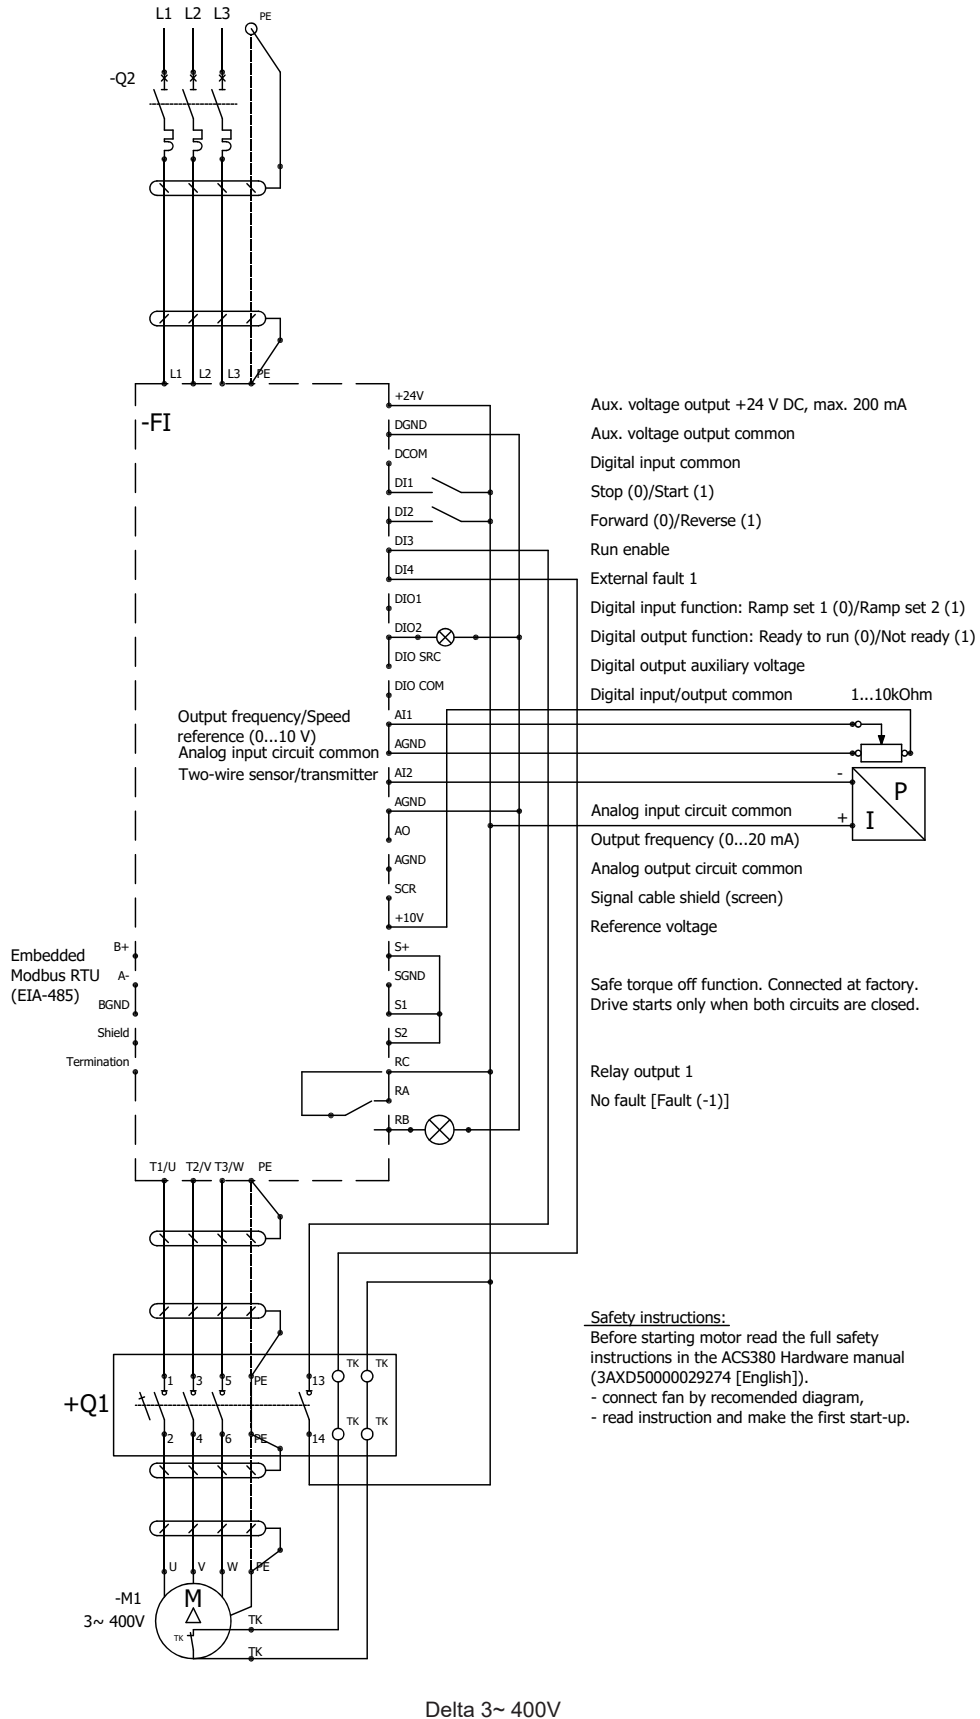 L1 L2 L3 PE
-Q2
L1 L2 L3 PE
-FI
+24V
Aux. voltage output +24 V DC, max. 200 mA
DGND
Aux. voltage output common
DCOM
Digital input common
DI1
Stop (0)/Start (1)
DI2
Forward (0)/Reverse (1)
DI3
Run enable
DI4
External fault 1
DIO1
Digital input function: Ramp set 1 (0)/Ramp set 2 (1)
DIO2
Digital output function: Ready to run (0)/Not ready (1)
DIO SRC
Digital output auxiliary voltage
DIO COM
Digital input/output common
1...10kOhm
Output frequency/Speed
reference (0...10 V)
AI1
Analog input circuit common
AGND
Two-wire sensor/transmitter
AI2
-
P
+
I
AGND
Analog input circuit common
AO
Output frequency (0...20 mA)
AGND
Analog output circuit common
SCR
Signal cable shield (screen)
+10V
Reference voltage
Embedded
Modbus RTU
(EIA-485)
B+
A-
BGND
Shield
Termination
S+
SGND
S1
S2
Safe torque off function. Connected at factory.
Drive starts only when both circuits are closed.
RC
Relay output 1
RA
No fault [Fault (-1)]
RB
T1/U T2/V T3/W PE
Safety instructions:
Before starting motor read the full safety
instructions in the ACS380 Hardware manual
(3AXD50000029274 [English]).
- connect fan by recomended diagram,
- read instruction and make the first start-up.
+Q1
1 3 5 PE 13 TK TK
2 4 6 PE 14 TK TK
U V W PE
-M1
3~ 400V
M
TK
TK
TK
Delta 3~ 400V